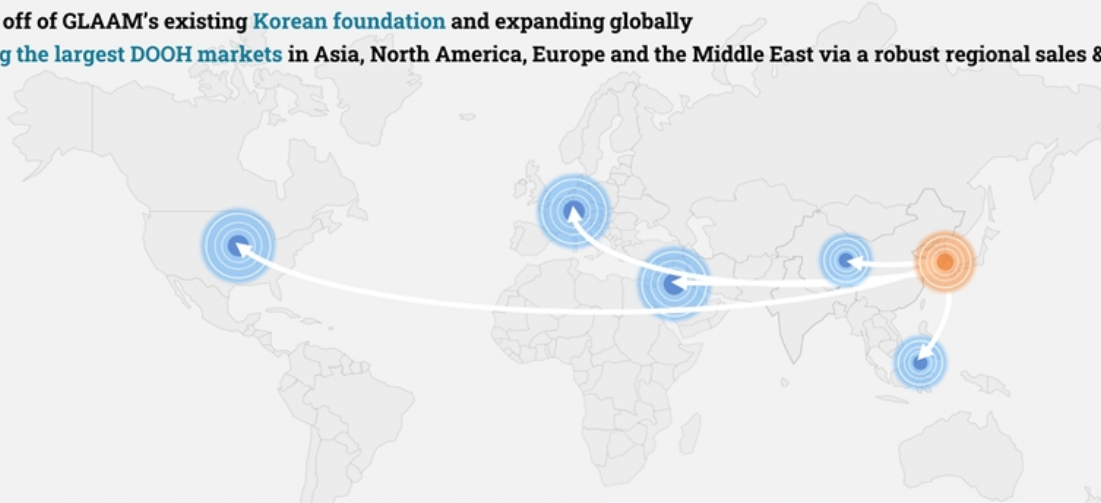 off of GLAAM's existing Korean foundation and expanding globally
the largest DOOH markets in Asia, North America, Europe and the Middle East via a robust regional sales &